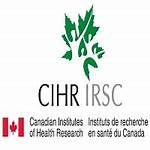 CIHR IRSC
Canadian Institutes
of Health Research
Instituts de recherche
en santé du Canada